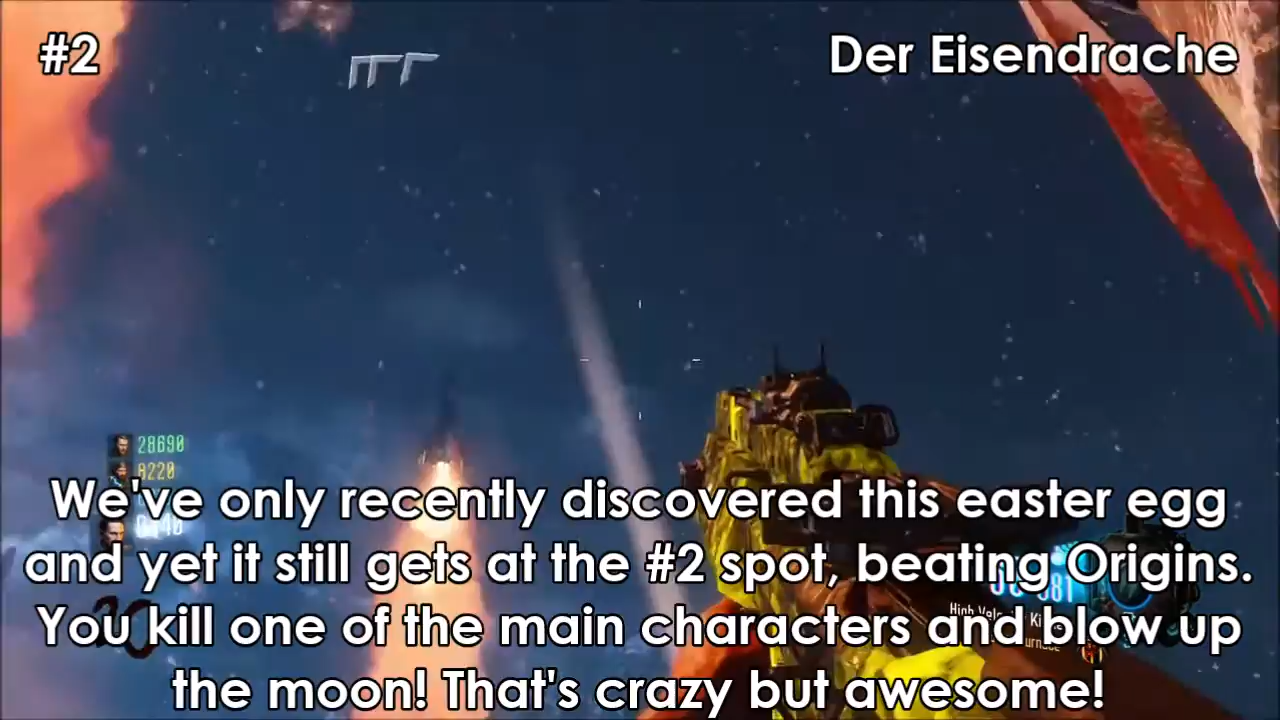 #2
Der Eisendrache
28690
8220
We've only recently discovered this easter egg
and yet it still gets at the #2 spot, beating Origins.
You kill one of the main characters and blow up
the moon! That's crazy but awesome!